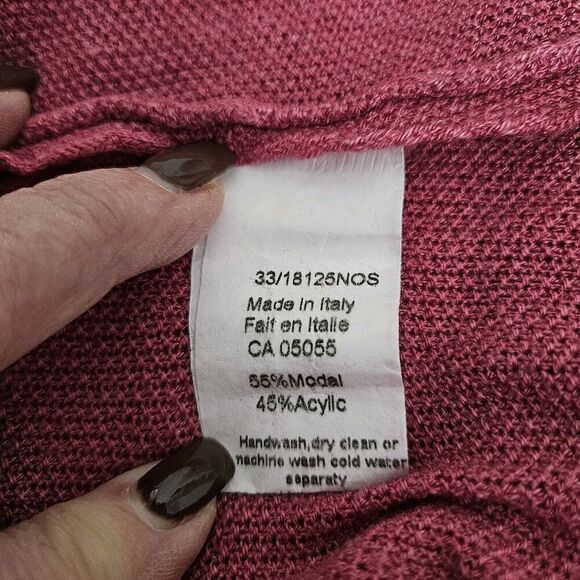 33/18125NOS
Made in Italy
Fait en Italie
CA 05055
55%Modal
45%Acylic
Handwash,dry clean or
machine wash cold water
separaty